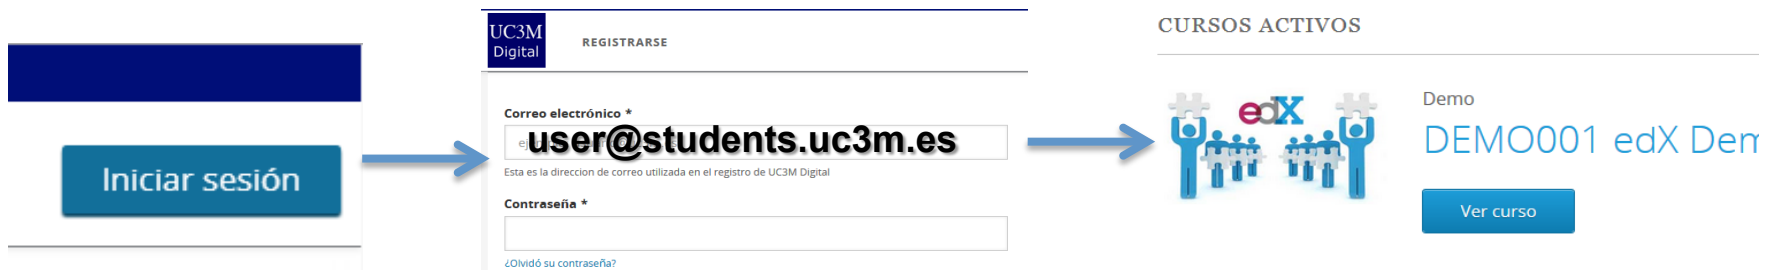 Iniciar sesión
UC3M
Digital
REGISTRARSE
Correo electrónico *
user@students.uc3m.es
Esta es la direccion de correo utilizada en el registro de UC3M Digital
Contraseña *
¿Olvidó su contraseña?
CURSOS ACTIVOS
edX
Demo
DEMO001 edX Dem
Ver curso